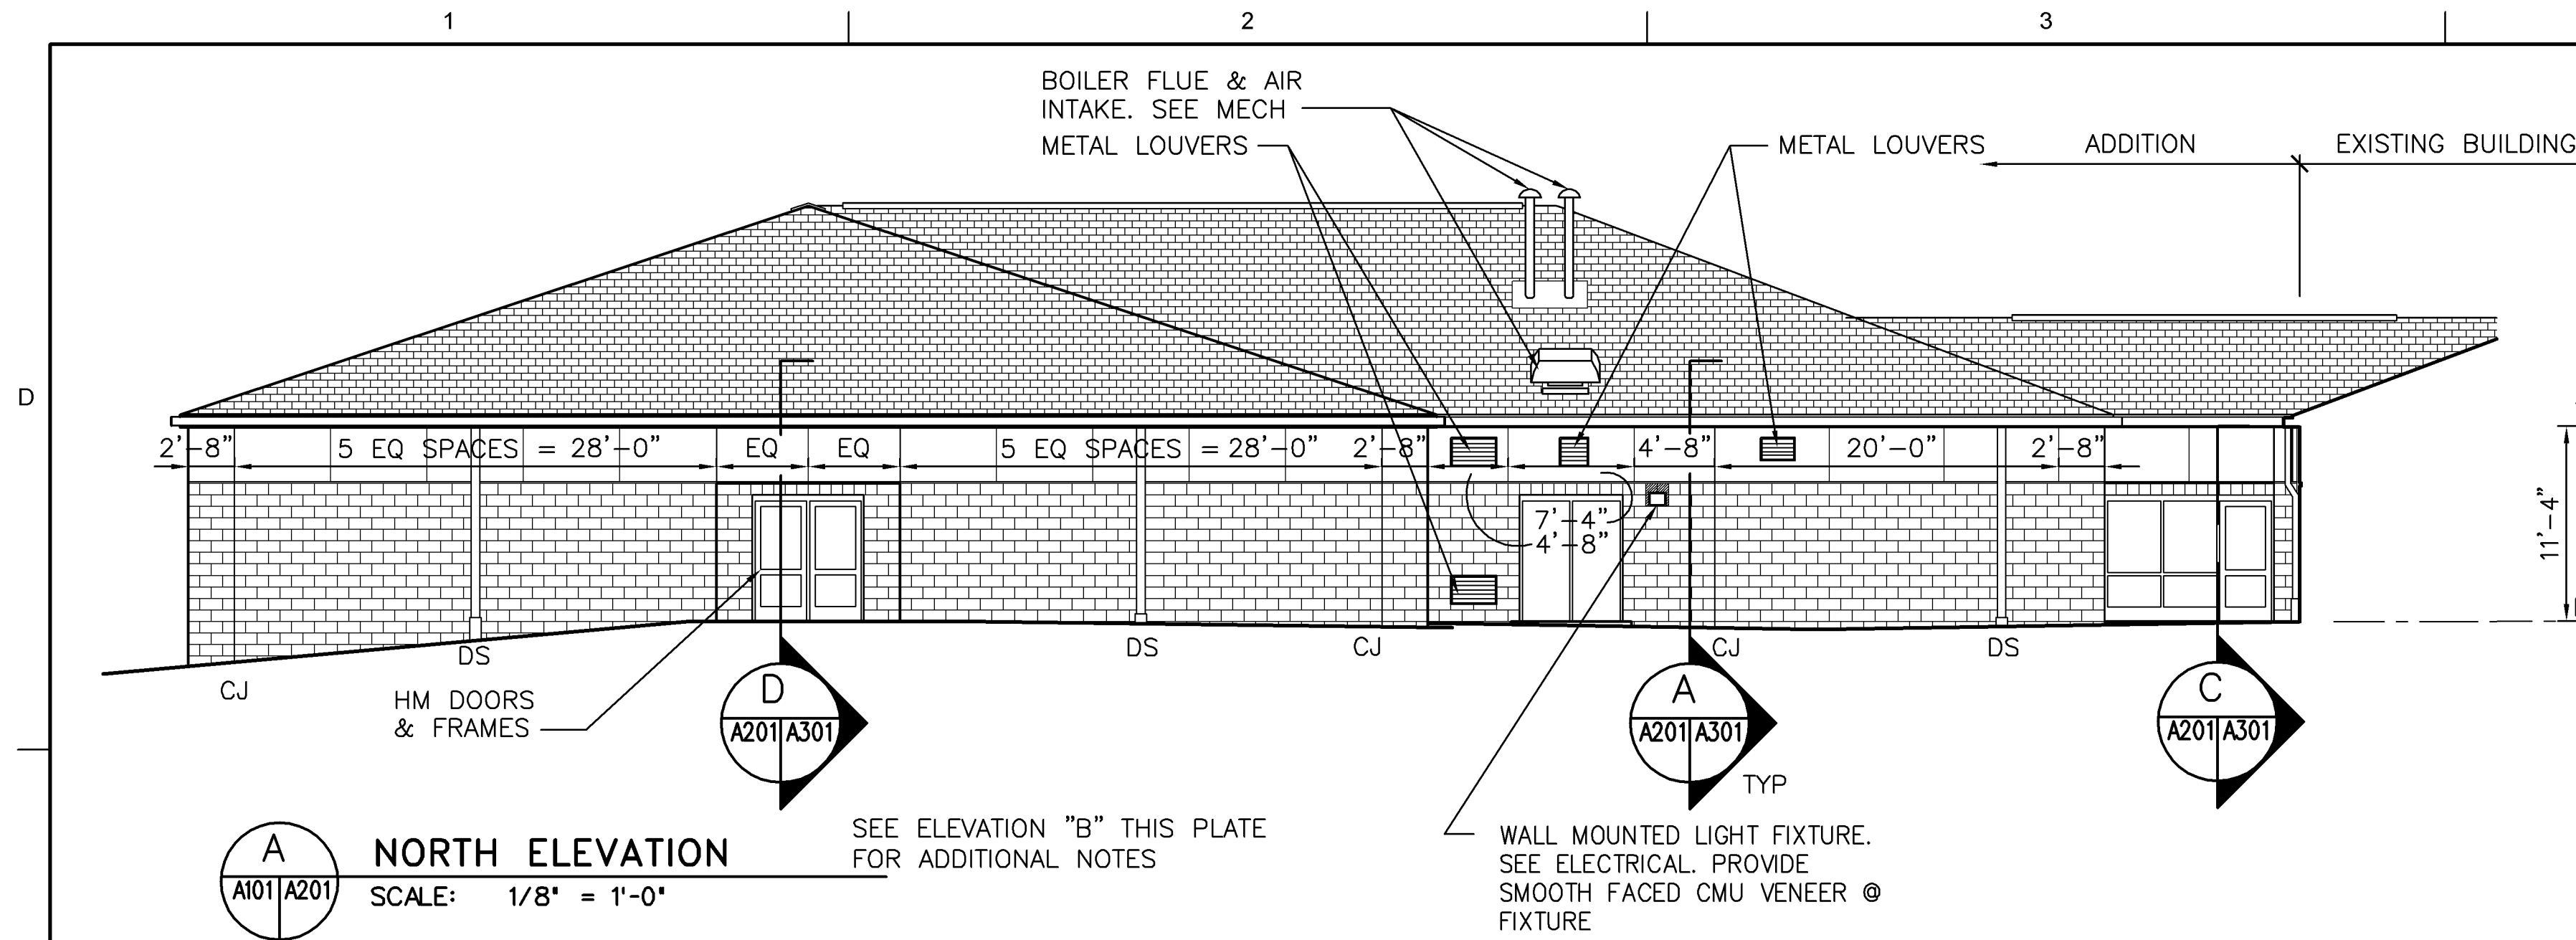 1 2 3
BOILER FLUE & AIR
INTAKE. SEE MECH
METAL LOUVERS
METAL LOUVERS
ADDITION
EXISTING BUILDING
D
2'-8"
5 EQ SPACES = 28'-0"
EQ
EQ
5 EQ SPACES = 28'-0"
2'-8"
4'-8"
20'-0"
2'-8"
7'-4"
4'-8"
11'-4"
DS
DS
CJ
CJ
DS
CJ
HM DOORS
& FRAMES
D
A201 A301
A
A201 A301
TYP
C
A201 A301
A
A101 A201
NORTH ELEVATION
SCALE: 1/8" = 1'-0"
SEE ELEVATION "B" THIS PLATE
FOR ADDITIONAL NOTES
WALL MOUNTED LIGHT FIXTURE.
SEE ELECTRICAL. PROVIDE
SMOOTH FACED CMU VENEER @
FIXTURE